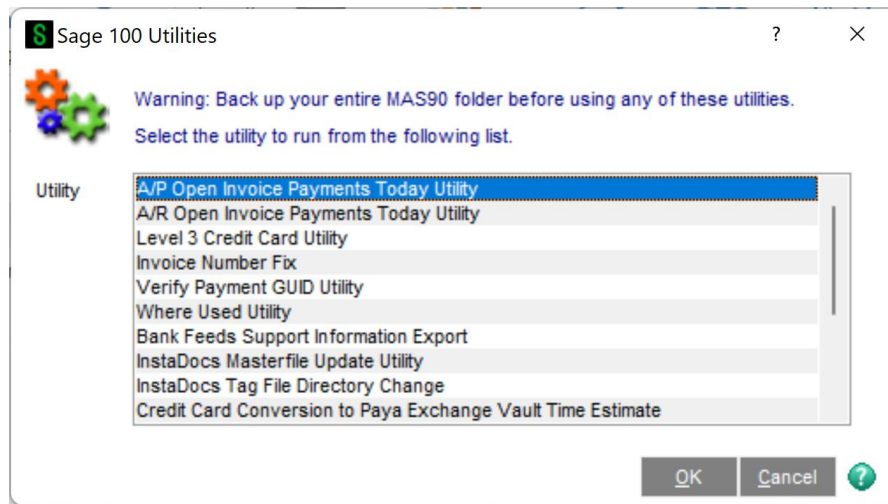 S Sage 100 Utilities ? ×
Warning: Back up your entire MAS90 folder before using any of these utilities.
Select the utility to run from the following list.
Utility
A/P Open Invoice Payments Today Utility
A/R Open Invoice Payments Today Utility
Level 3 Credit Card Utility
Invoice Number Fix
Verify Payment GUID Utility
Where Used Utility
Bank Feeds Support Information Export
InstaDocs Masterfile Update Utility
InstaDocs Tag File Directory Change
Credit Card Conversion to Paya Exchange Vault Time Estimate
OK Cancel ?